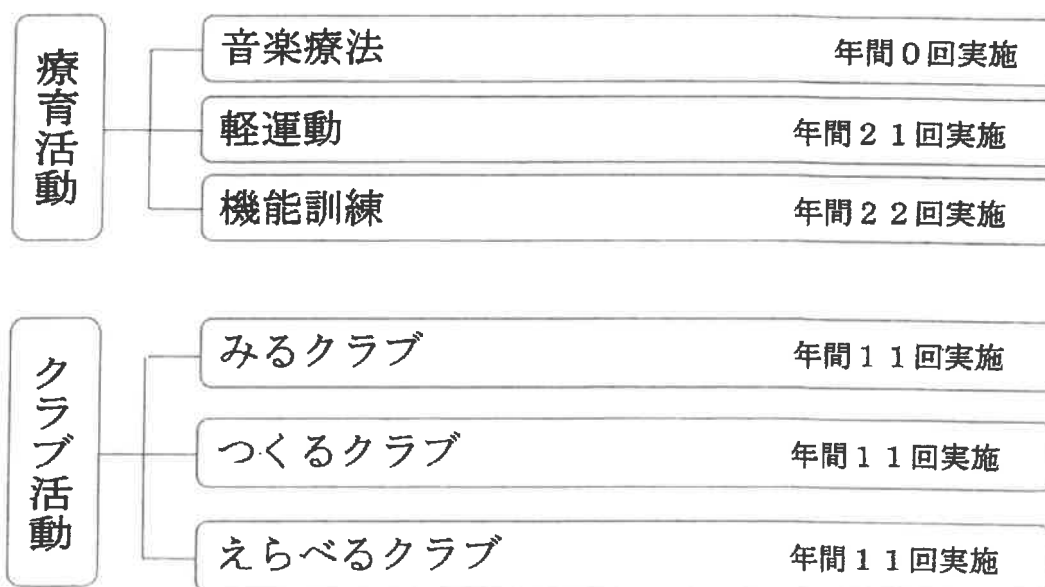 療育活動
音楽療法 年間0回実施
軽運動 年間21回実施
機能訓練 年間22回実施
クラブ活動
みるクラブ 年間11回実施
つくるクラブ 年間11回実施
えらべるクラブ 年間11回実施